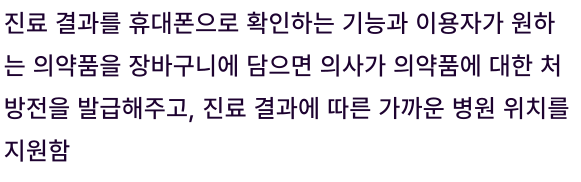 진료 결과를 휴대폰으로 확인하는 기능과 이용자가 원하
는 의약품을 장바구니에 담으면 의사가 의약품에 대한 처
방전을 발급해주고, 진료 결과에 따른 가까운 병원 위치를
지원함